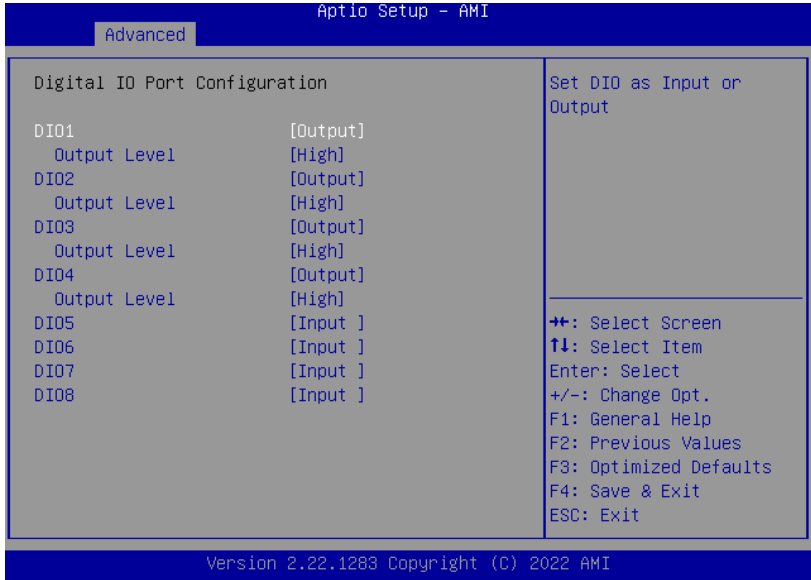 Aptio Setup – AMI
Advanced
Digital IO Port Configuration
DIO1 [Output]
Output Level [High]
DIO2 [Output]
Output Level [High]
DIO3 [Output]
Output Level [High]
DIO4 [Output]
Output Level [High]
DIO5 [Input ]
DIO6 [Input ]
DIO7 [Input ]
DIO8 [Input ]
Set DIO as Input or
Output
→←: Select Screen
↑↓: Select Item
Enter: Select
+/-: Change Opt.
F1: General Help
F2: Previous Values
F3: Optimized Defaults
F4: Save & Exit
ESC: Exit
Version 2.22.1283 Copyright (C) 2022 AMI